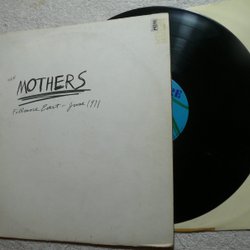 THE
MOTHERS
Fillmore East - June 1971